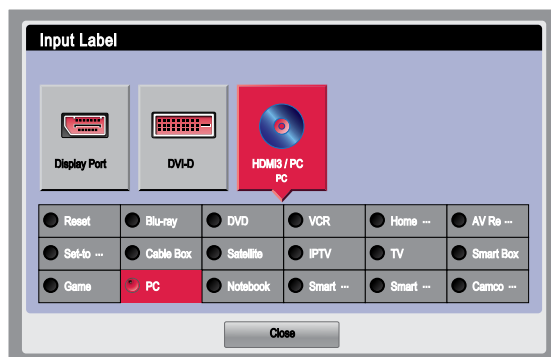 Input Label
Display Port
DVI-D
HDMI3 / PC
PC
Reset Blu-ray DVD VCR Home ··· AV Re ···
Set-to ··· Cable Box Satellite IPTV TV Smart Box
Game PC Notebook Smart ··· Smart ··· Camco ···
Close